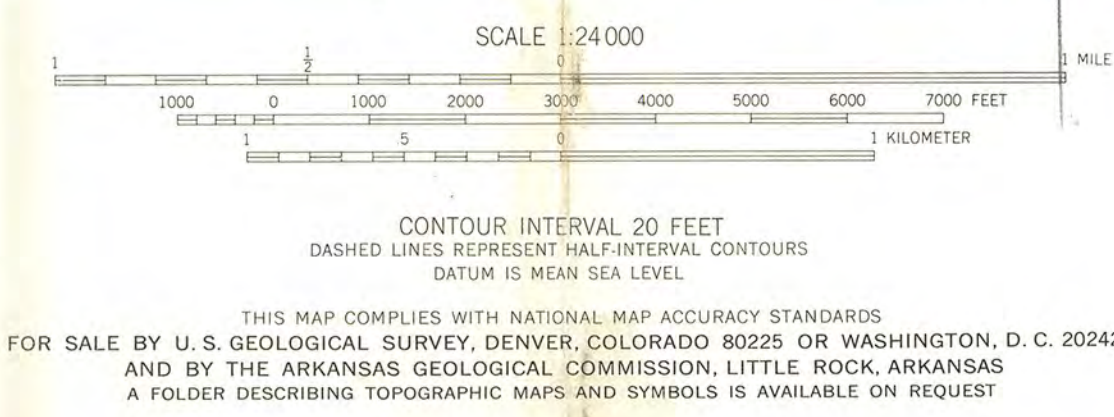 SCALE 1:24 000
1 1/2 0 1 MILE
1000 0 1000 2000 3000 4000 5000 6000 7000 FEET
1 .5 0 1 KILOMETER
CONTOUR INTERVAL 20 FEET
DASHED LINES REPRESENT HALF-INTERVAL CONTOURS
DATUM IS MEAN SEA LEVEL
THIS MAP COMPLIES WITH NATIONAL MAP ACCURACY STANDARDS
FOR SALE BY U. S. GEOLOGICAL SURVEY, DENVER, COLORADO 80225 OR WASHINGTON, D. C. 20242
AND BY THE ARKANSAS GEOLOGICAL COMMISSION, LITTLE ROCK, ARKANSAS
A FOLDER DESCRIBING TOPOGRAPHIC MAPS AND SYMBOLS IS AVAILABLE ON REQUEST